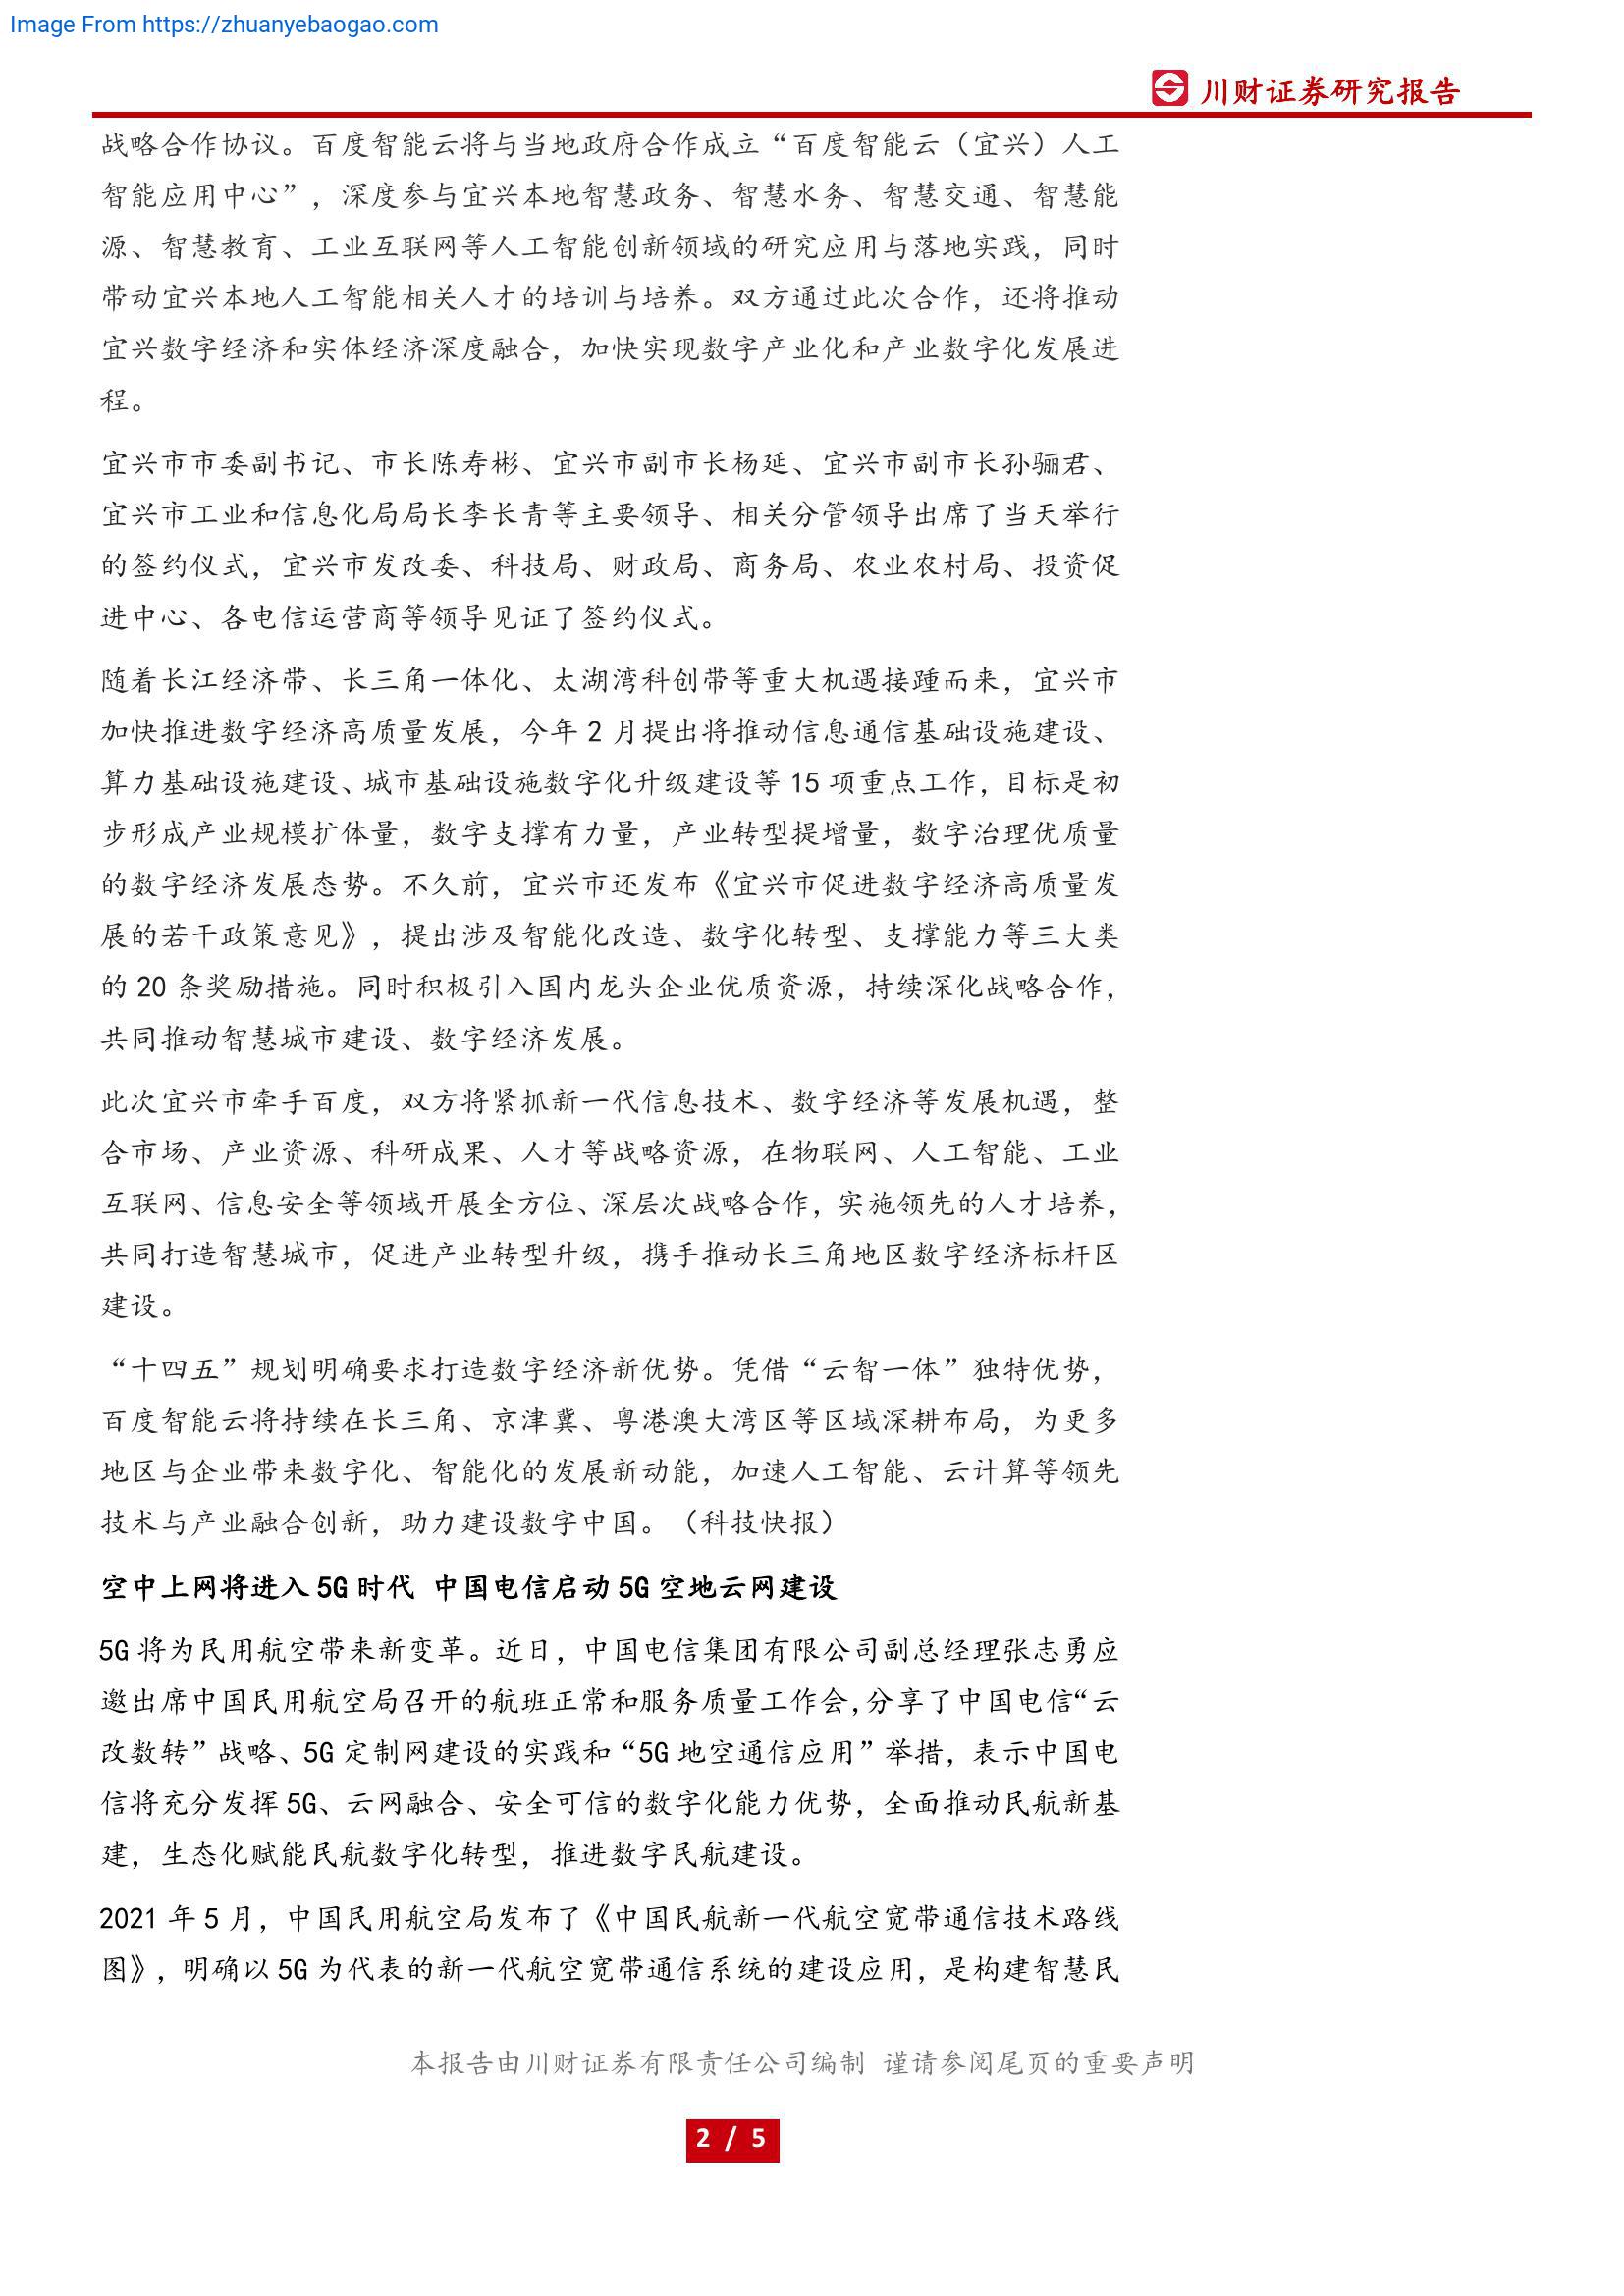 Image From https://zhuanyebaogao.com
川财证券研究报告
战略合作协议。百度智能云将与当地政府合作成立“百度智能云（宜兴）人工
智能应用中心”，深度参与宜兴本地智慧政务、智慧水务、智慧交通、智慧能
源、智慧教育、工业互联网等人工智能创新领域的研究应用与落地实践，同时
带动宜兴本地人工智能相关人才的培训与培养。双方通过此次合作，还将推动
宜兴数字经济和实体经济深度融合，加快实现数字产业化和产业数字化发展进
程。
宜兴市市委副书记、市长陈寿彬、宜兴市副市长杨延、宜兴市副市长孙骊君、
宜兴市工业和信息化局局长李长青等主要领导、相关分管领导出席了当天举行
的签约仪式，宜兴市发改委、科技局、财政局、商务局、农业农村局、投资促
进中心、各电信运营商等领导见证了签约仪式。
随着长江经济带、长三角一体化、太湖湾科创带等重大机遇接踵而来，宜兴市
加快推进数字经济高质量发展，今年 2 月提出将推动信息通信基础设施建设、
算力基础设施建设、城市基础设施数字化升级建设等 15 项重点工作，目标是初
步形成产业规模扩体量，数字支撑有力量，产业转型提增量，数字治理优质量
的数字经济发展态势。不久前，宜兴市还发布《宜兴市促进数字经济高质量发
展的若干政策意见》，提出涉及智能化改造、数字化转型、支撑能力等三大类
的 20 条奖励措施。同时积极引入国内龙头企业优质资源，持续深化战略合作，
共同推动智慧城市建设、数字经济发展。
此次宜兴市牵手百度，双方将紧抓新一代信息技术、数字经济等发展机遇，整
合市场、产业资源、科研成果、人才等战略资源，在物联网、人工智能、工业
互联网、信息安全等领域开展全方位、深层次战略合作，实施领先的人才培养，
共同打造智慧城市，促进产业转型升级，携手推动长三角地区数字经济标杆区
建设。
“十四五”规划明确要求打造数字经济新优势。凭借“云智一体”独特优势，
百度智能云将持续在长三角、京津冀、粤港澳大湾区等区域深耕布局，为更多
地区与企业带来数字化、智能化的发展新动能，加速人工智能、云计算等领先
技术与产业融合创新，助力建设数字中国。（科技快报）
空中上网将进入 5G 时代 中国电信启动 5G 空地云网建设
5G 将为民用航空带来新变革。近日，中国电信集团有限公司副总经理张志勇应
邀出席中国民用航空局召开的航班正常和服务质量工作会，分享了中国电信“云
改数转”战略、5G 定制网建设的实践和“5G 地空通信应用”举措，表示中国电
信将充分发挥 5G、云网融合、安全可信的数字化能力优势，全面推动民航新基
建，生态化赋能民航数字化转型，推进数字民航建设。
2021 年 5 月，中国民用航空局发布了《中国民航新一代航空宽带通信技术路线
图》，明确以 5G 为代表的新一代航空宽带通信系统的建设应用，是构建智慧民
本报告由川财证券有限责任公司编制 谨请参阅尾页的重要声明
2 / 5